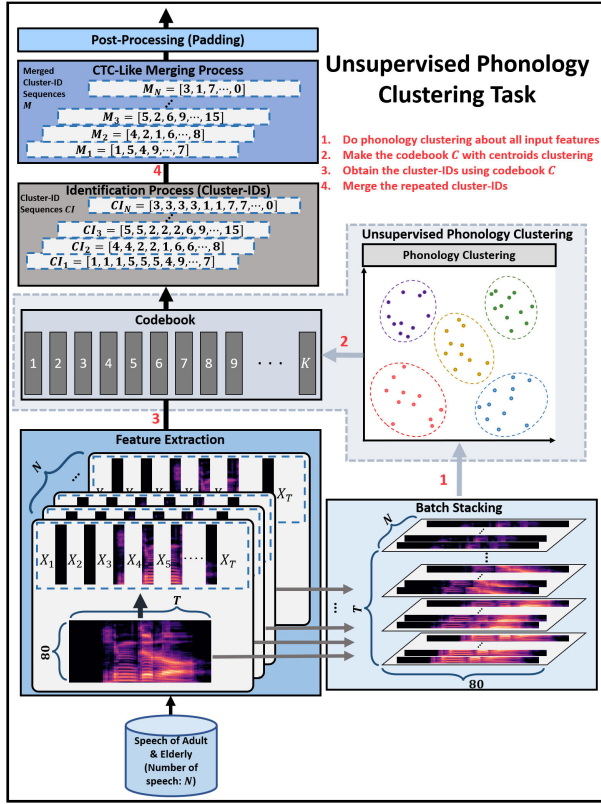 Post-Processing (Padding)
Merged
Cluster-ID
Sequences
M
CTC-Like Merging Process
M_N = [3,1,7,⋯,0]
⋯
M_3 = [5,2,6,9,⋯,15]
M_2 = [4,2,1,6,⋯,8]
M_1 = [1,5,4,9,⋯,7]
Unsupervised Phonology
Clustering Task
1. Do phonology clustering about all input features
2. Make the codebook C with centroids clustering
3. Obtain the cluster-IDs using codebook C
4. Merge the repeated cluster-IDs
4
Identification Process (Cluster-IDs)
Cluster-ID
Sequences CI
CI_N = [3,3,3,3,1,1,7,7,⋯,0]
⋯
CI_3 = [5,5,2,2,2,6,9,⋯,15]
CI_2 = [4,4,2,2,1,6,6,⋯,8]
CI_1 = [1,1,1,5,5,5,4,9,⋯,7]
Unsupervised Phonology Clustering
Phonology Clustering
Codebook
1 2 3 4 5 6 7 8 9 ··· K
2
3
1
Feature Extraction
N
⋯
X_T
X_1 X_2 X_3 X_4 X_5 ····· X_T
T
80
Batch Stacking
N
⋯
T
80
Speech of Adult
& Elderly
(Number of
speech: N)